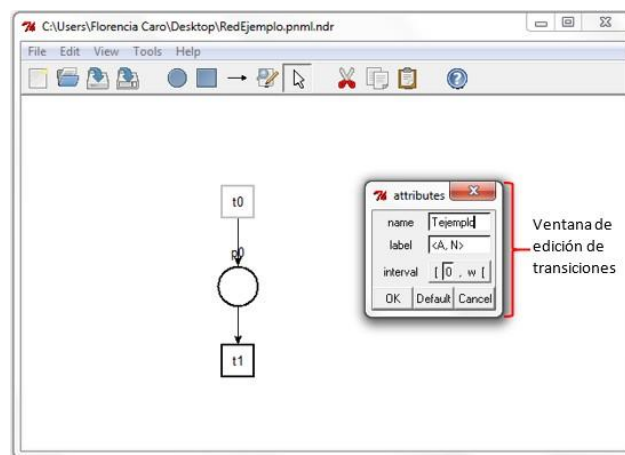 C:\Users\Florencia Caro\Desktop\RedEjemplo.pnml.ndr
File Edit View Tools Help
t0
p0
t1
attributes
name Tejemplo
label <A, N>
interval [ 0 , w [
OK Default Cancel
Ventana de
edición de
transiciones